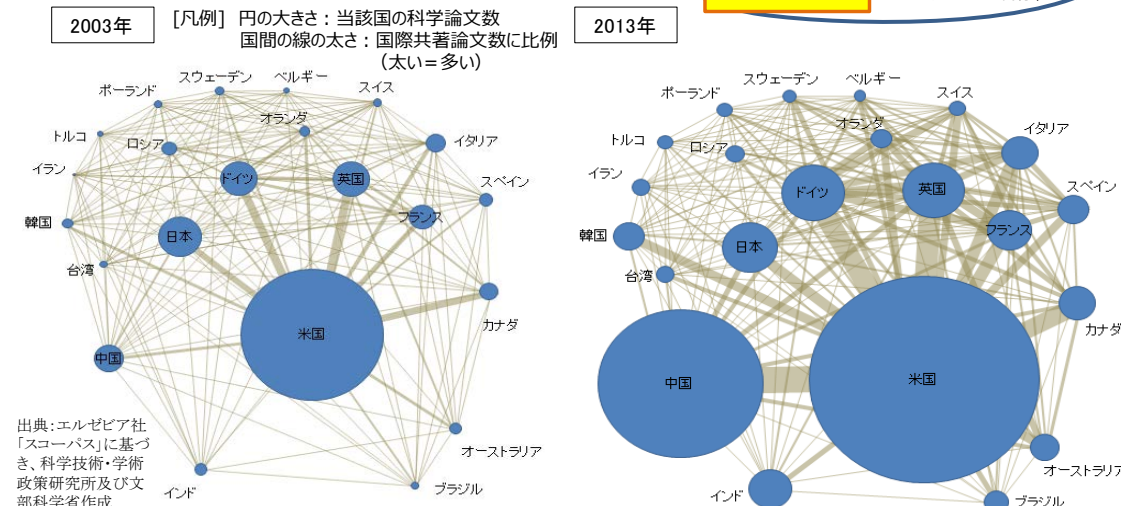 2003年
[凡例] 円の大きさ：当該国の科学論文数
国間の線の太さ：国際共著論文数に比例
（太い＝多い）
スウェーデン
ベルギー
スイス
ポーランド
オランダ
トルコ
ロシア
イタリア
イラン
ドイツ
英国
スペイン
韓国
日本
フランス
台湾
米国
カナダ
中国
オーストラリア
インド
ブラジル
出典：エルゼビア社
「スコーパス」に基づ
き、科学技術・学術
政策研究所及び文
部科学省作成
2013年
スウェーデン
ベルギー
スイス
ポーランド
オランダ
トルコ
ロシア
イタリア
イラン
ドイツ
英国
スペイン
韓国
日本
フランス
台湾
カナダ
中国
米国
オーストラリア
インド
ブラジル